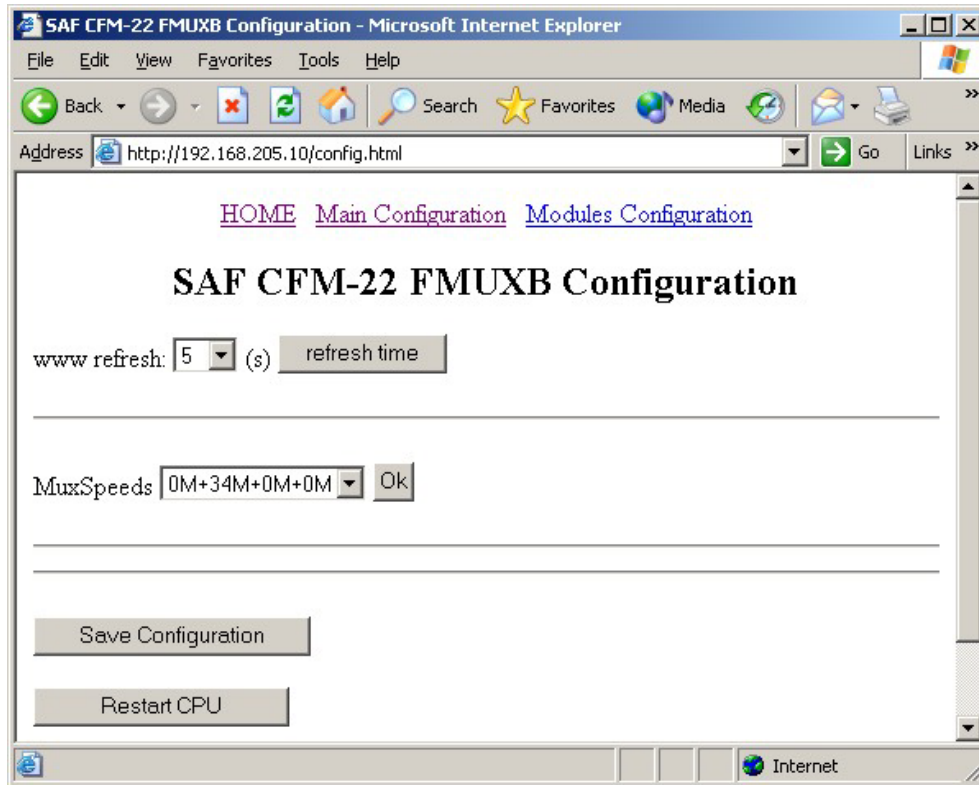 SAF CFM-22 FMUXB Configuration - Microsoft Internet Explorer
File Edit View Favorites Tools Help
Back Search Favorites Media »
Address http://192.168.205.10/config.html Go Links »
HOME Main Configuration Modules Configuration
SAF CFM-22 FMUXB Configuration
www refresh: 5 (s) refresh time
MuxSpeeds 0M+34M+0M+0M Ok
Save Configuration
Restart CPU
Internet